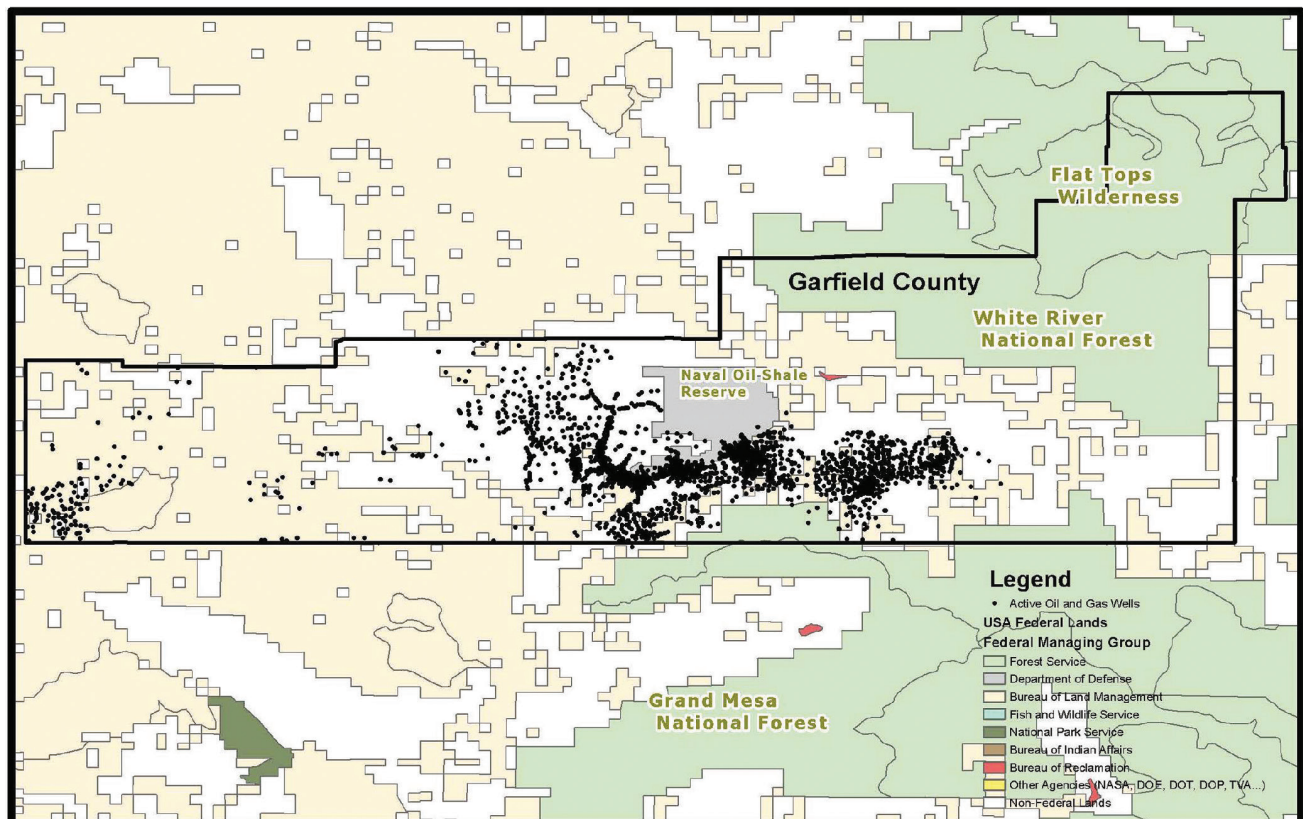 Flat Tops
Wilderness
Garfield County
White River
National Forest
Naval Oil-Shale
Reserve
Grand Mesa
National Forest
Legend
Active Oil and Gas Wells
USA Federal Lands
Federal Managing Group
Forest Service
Department of Defense
Bureau of Land Management
Fish and Wildlife Service
National Park Service
Bureau of Indian Affairs
Bureau of Reclamation
Other Agencies (NASA, DOE, DOT, DOP, TVA...)
Non-Federal Lands